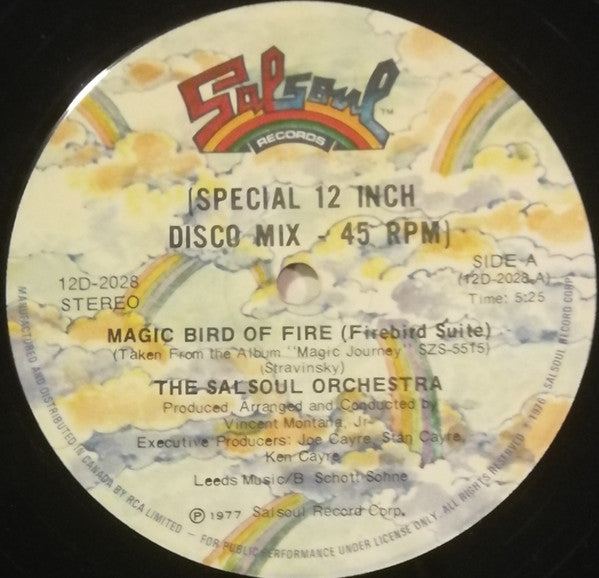 Salsoul
TM
RECORDS
(SPECIAL 12 INCH
DISCO MIX - 45 RPM)
12D-2028
STEREO
SIDE A
(12D-2028 A)
Time: 5:25
MAGIC BIRD OF FIRE (Firebird Suite)
(Taken From the Album "Magic Journey" SZS-5515)
(Stravinsky)
THE SALSOUL ORCHESTRA
Produced, Arranged and Conducted by
Vincent Montana, Jr
Executive Producers: Joe Cayre, Stan Cayre,
Ken Cayre
Leeds Music/B Schott Sohne
Ⓟ 1977 Salsoul Record Corp.
MANUFACTURED AND DISTRIBUTED IN CANADA BY RCA LIMITED - FOR PUBLIC PERFORMANCE UNDER LICENSE ONLY - ALL RIGHTS RESERVED 1976 SALSOUL RECORD CORP